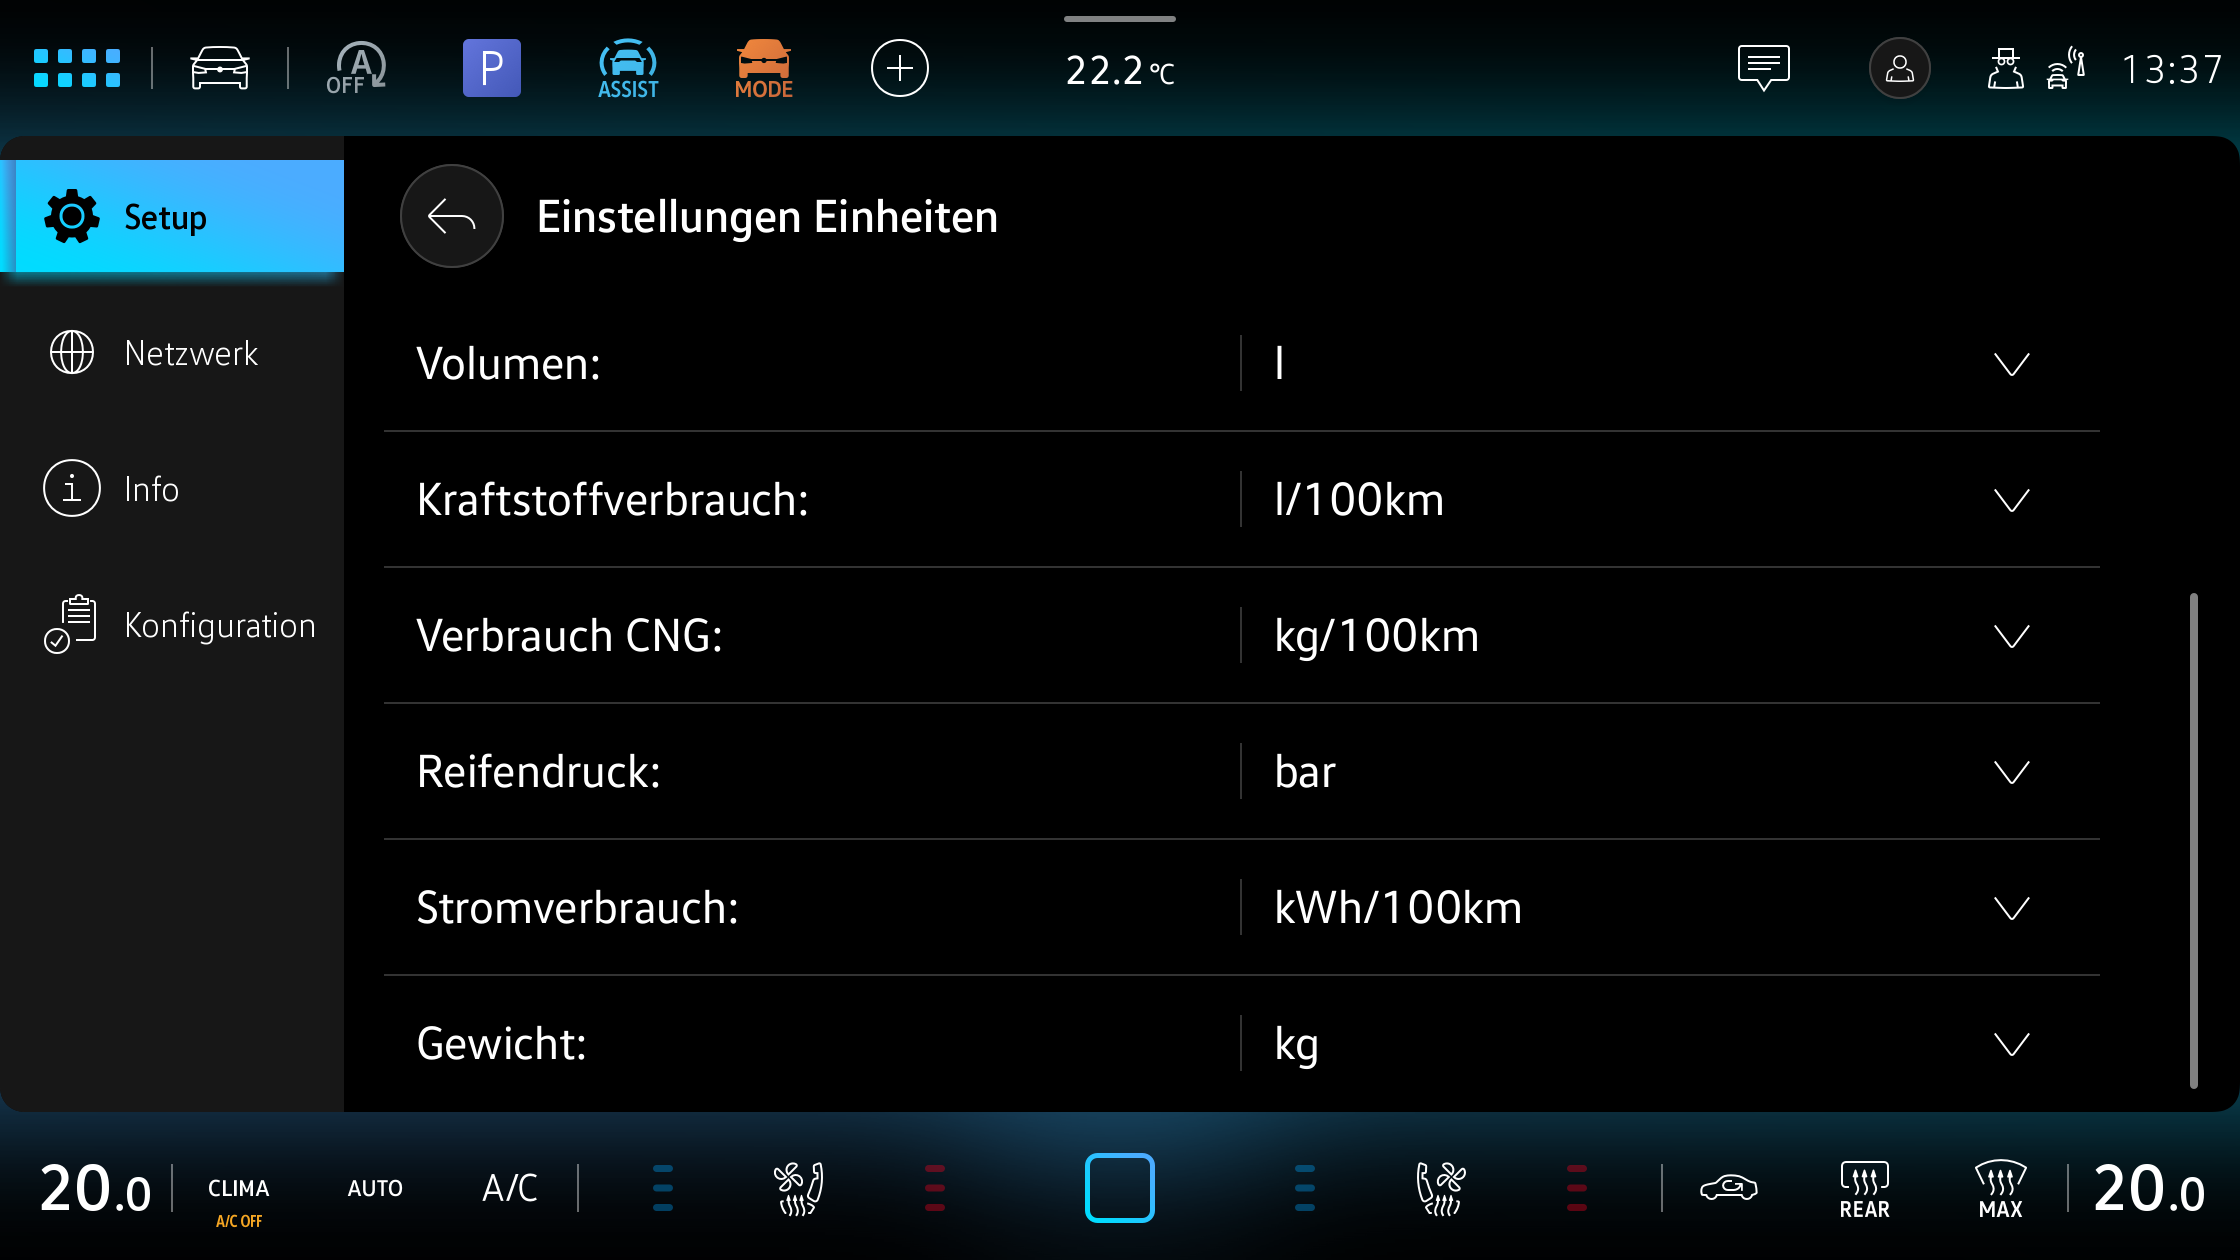 A
OFF
P
ASSIST
MODE
22.2 °C
13:37
Setup
Netzwerk
Info
Konfiguration
Einstellungen Einheiten
Volumen: l
Kraftstoffverbrauch: l/100km
Verbrauch CNG: kg/100km
Reifendruck: bar
Stromverbrauch: kWh/100km
Gewicht: kg
20.0
CLIMA
A/C OFF
AUTO
A/C
REAR
MAX
20.0